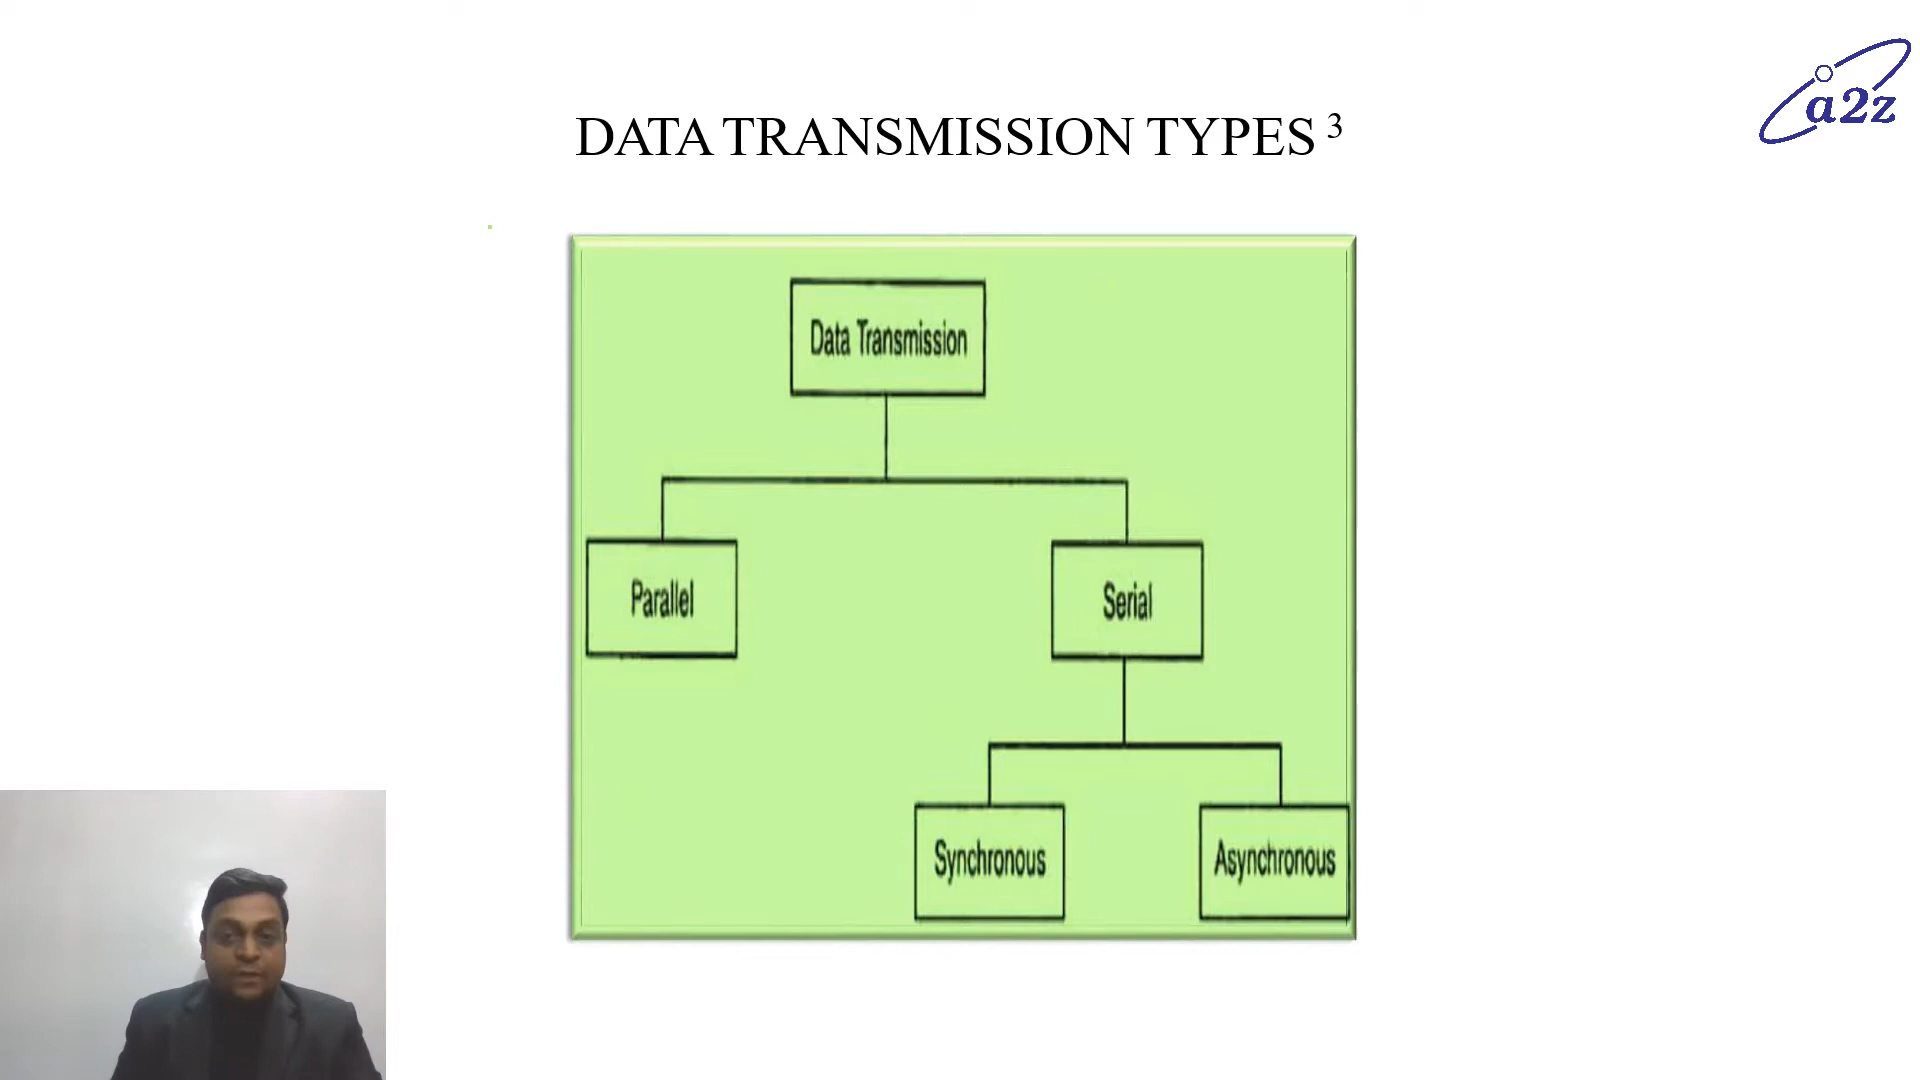 a2z
DATA TRANSMISSION TYPES 3
Data Transmission
Parallel
Serial
Synchronous
Asynchronous